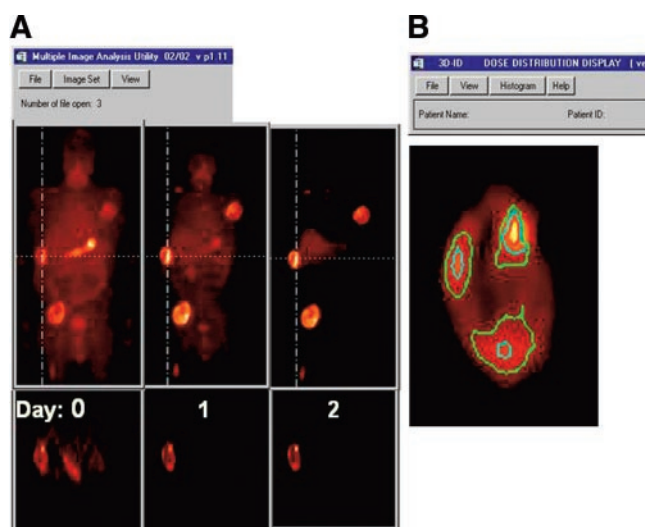 A
Multiple Image Analysis Utility 02/02 v p1.11
File Image Set View
Number of file open: 3
Day: 0 1 2
B
3D-ID DOSE DISTRIBUTION DISPLAY [ ve
File View Histogram Help
Patient Name: Patient ID: